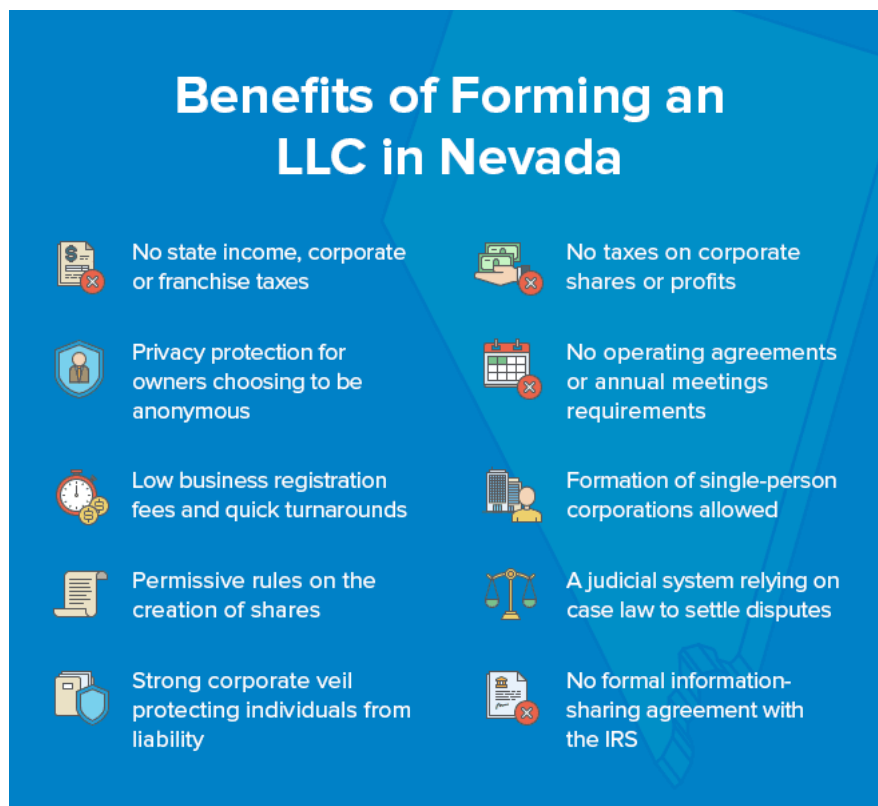 Benefits of Forming an
LLC in Nevada
No state income, corporate
or franchise taxes
No taxes on corporate
shares or profits
Privacy protection for
owners choosing to be
anonymous
No operating agreements
or annual meetings
requirements
Low business registration
fees and quick turnarounds
Formation of single-person
corporations allowed
Permissive rules on the
creation of shares
A judicial system relying on
case law to settle disputes
Strong corporate veil
protecting individuals from
liability
No formal information-
sharing agreement with
the IRS